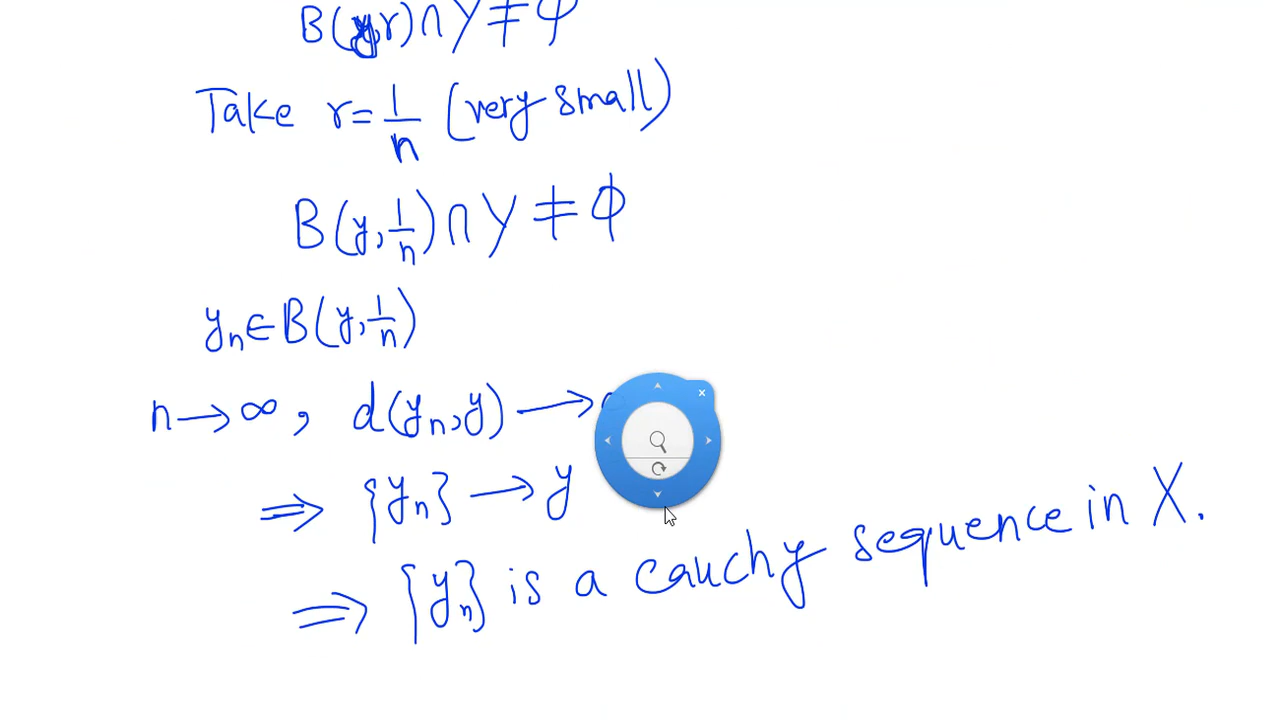 B(y,r)∩Y≠ϕ
Take r=1/n (very small)
B(y,1/n)∩Y≠ϕ
yₙ∈B(y,1/n)
n→∞, d(yₙ,y)→
⇒ {yₙ}→y
⇒ {yₙ} is a cauchy sequence in X.